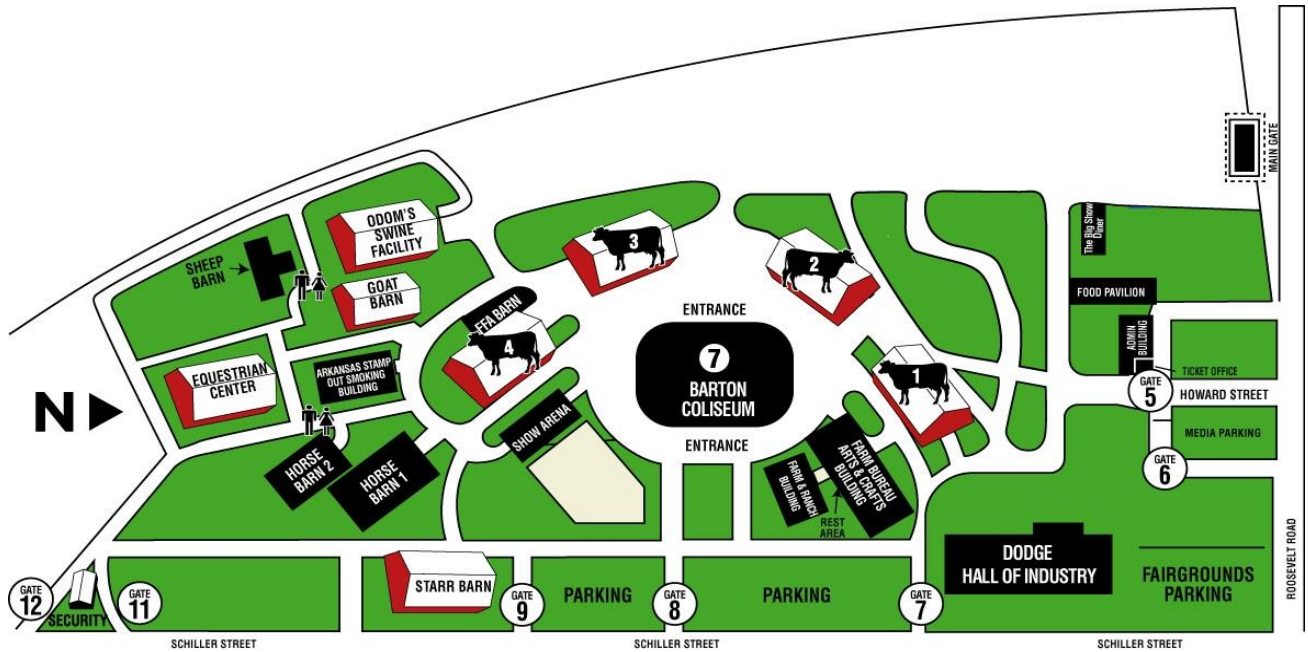 MAIN GATE
ODOM'S
SWINE
FACILITY
SHEEP
BARN
GOAT
BARN
3
2
The Big Show
Diner
FOOD PAVILION
FFA BARN
4
ENTRANCE
7
BARTON
COLISEUM
ENTRANCE
1
ADMIN
BUILDING
TICKET OFFICE
GATE
5
HOWARD STREET
MEDIA PARKING
GATE
6
EQUESTRIAN
CENTER
ARKANSAS STAMP
OUT SMOKING
BUILDING
N
HORSE
BARN 2
HORSE
BARN 1
SHOW ARENA
FARM & RANCH
BUILDING
FARM BUREAU
ARTS & CRAFTS
BUILDING
REST
AREA
DODGE
HALL OF INDUSTRY
FAIRGROUNDS
PARKING
ROOSEVELT ROAD
GATE
12
SECURITY
GATE
11
STARR BARN
GATE
9
PARKING
GATE
8
PARKING
GATE
7
SCHILLER STREET
SCHILLER STREET
SCHILLER STREET